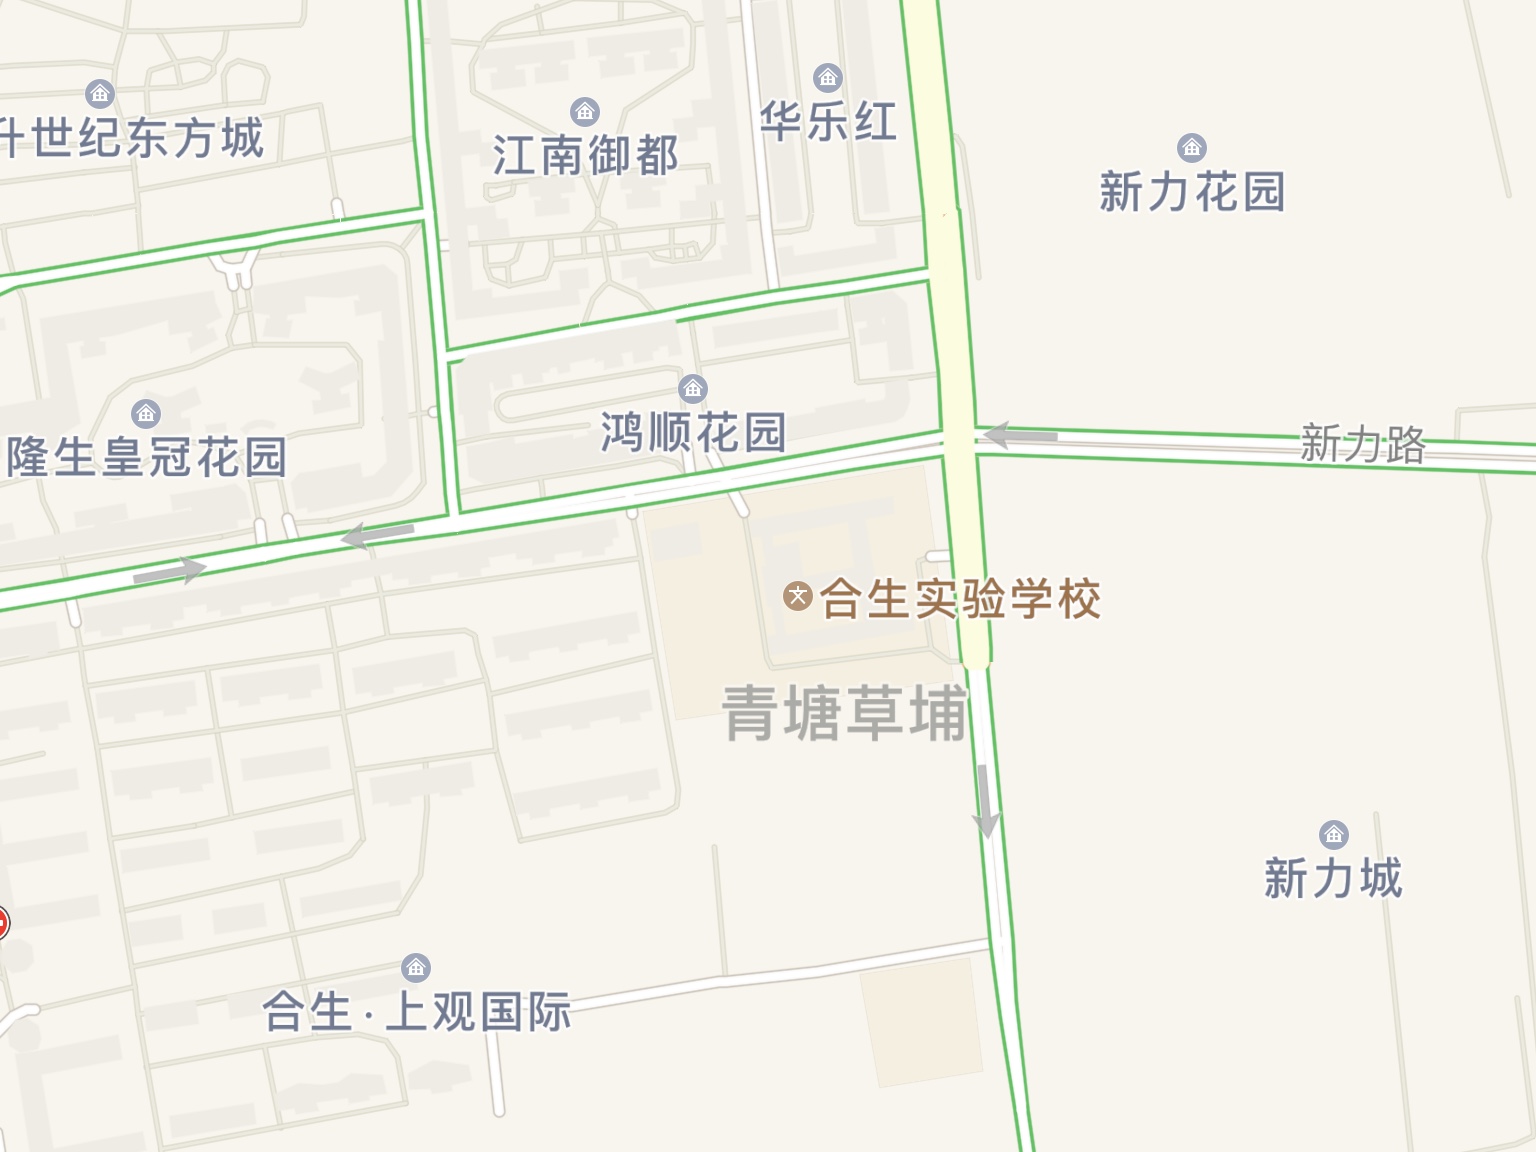 华乐红
升世纪东方城
江南御都
新力花园
鸿顺花园
新力路
隆生皇冠花园
文
合生实验学校
青塘草埔
新力城
合生·上观国际